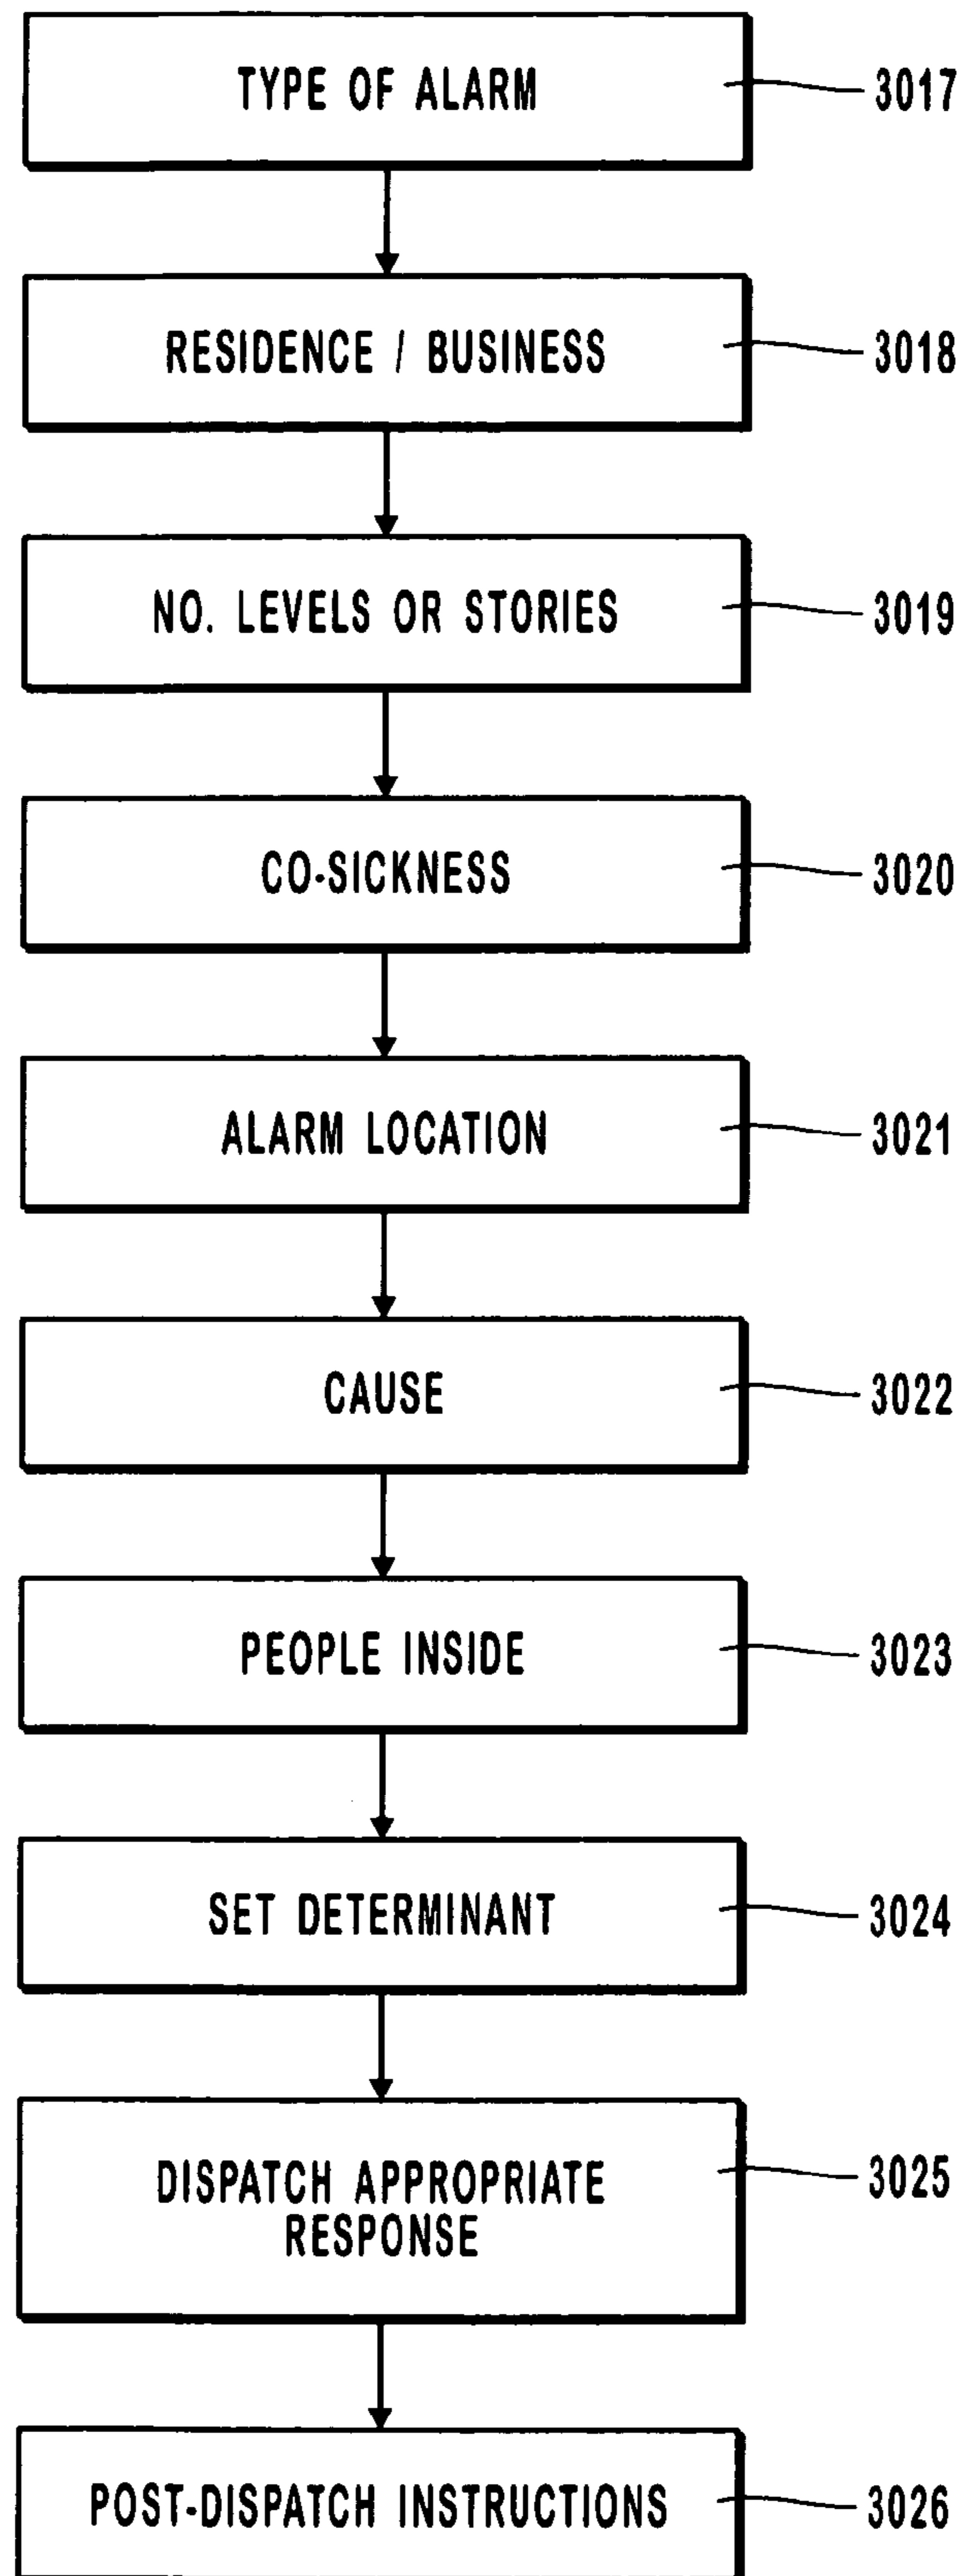 TYPE OF ALARM 3017
RESIDENCE / BUSINESS 3018
NO. LEVELS OR STORIES 3019
CO-SICKNESS 3020
ALARM LOCATION 3021
CAUSE 3022
PEOPLE INSIDE 3023
SET DETERMINANT 3024
DISPATCH APPROPRIATE 3025
RESPONSE
POST-DISPATCH INSTRUCTIONS 3026